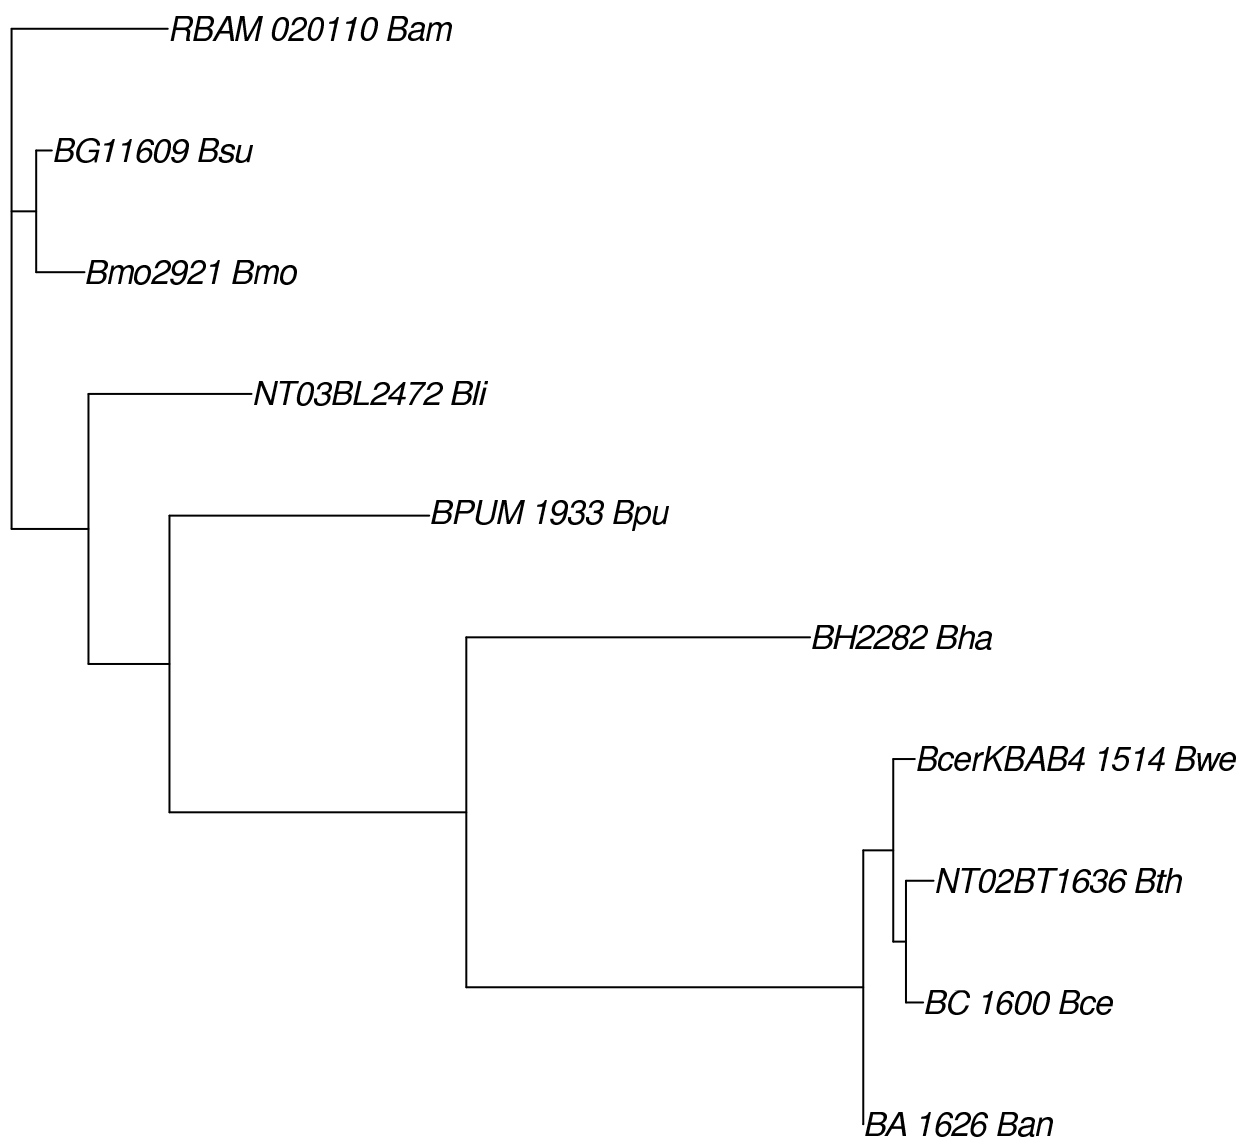 RBAM 020110 Bam
BG11609 Bsu
Bmo2921 Bmo
NT03BL2472 Bli
BPUM 1933 Bpu
BH2282 Bha
BcerKBAB4 1514 Bwe
NT02BT1636 Bth
BC 1600 Bce
BA 1626 Ban